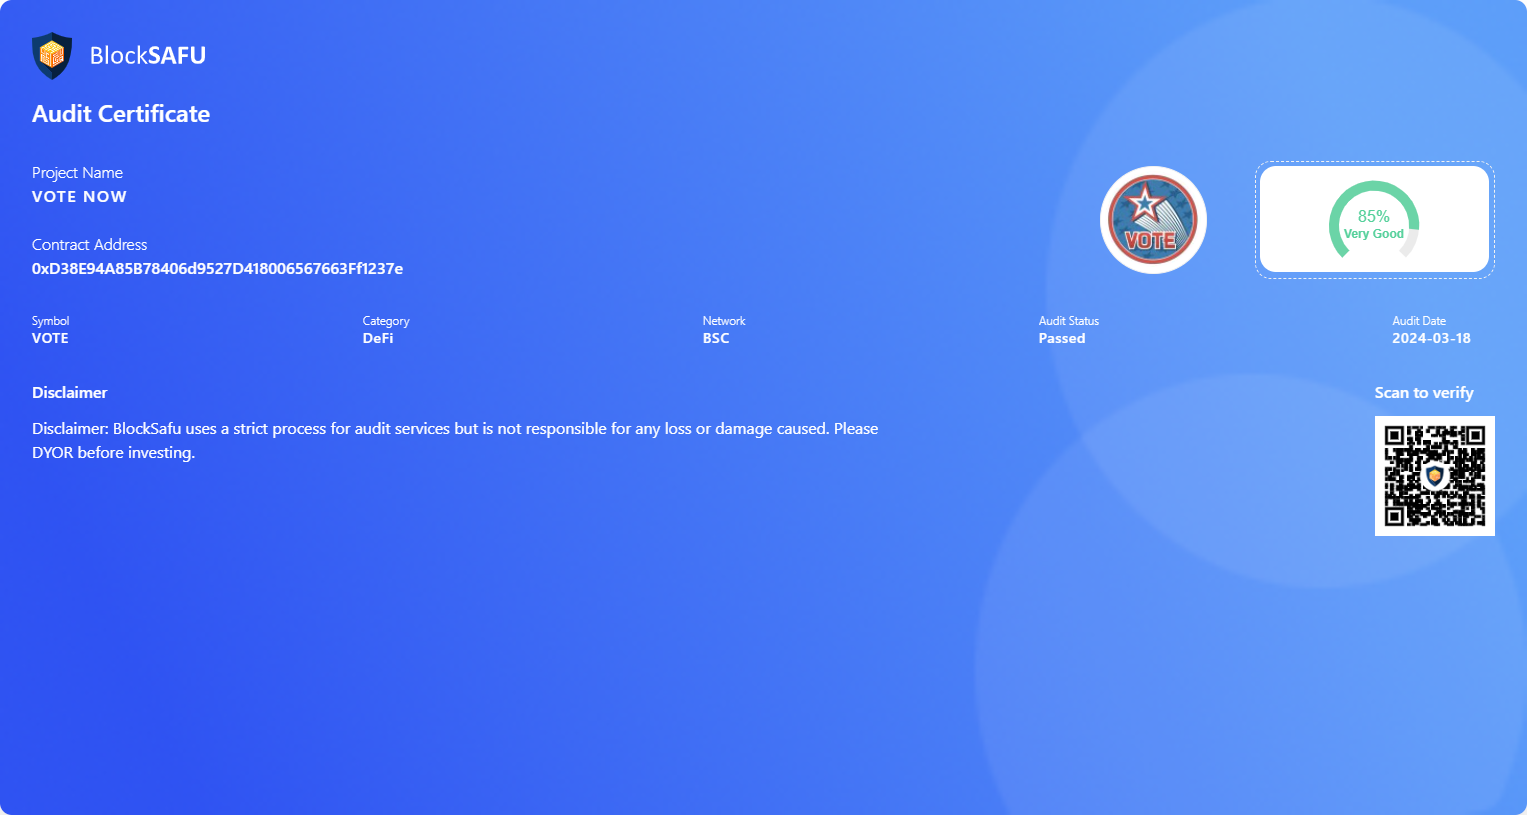 BlockSAFU
Audit Certificate
Project Name
VOTE NOW
Contract Address
0xD38E94A85B78406d9527D418006567663Ff1237e
VOTE
85%
Very Good
Symbol
VOTE
Category
DeFi
Network
BSC
Audit Status
Passed
Audit Date
2024-03-18
Disclaimer
Disclaimer: BlockSafu uses a strict process for audit services but is not responsible for any loss or damage caused. Please
DYOR before investing.
Scan to verify